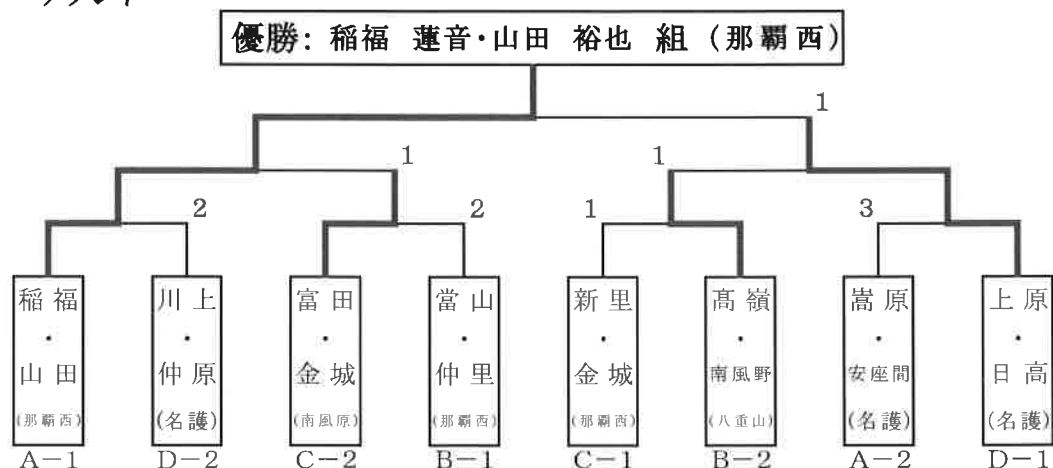 優勝: 稲福 蓮音・山田 裕也 組 (那覇西)
1
1 1
2 2 1 3
稲福・山田(那覇西)
川上・仲原(名護)
富田・金城(南風原)
當山・仲里(那覇西)
新里・金城(那覇西)
髙嶺・南風野(八重山)
嵩原・安座間(名護)
上原・日高(名護)
A-1 D-2 C-2 B-1 C-1 B-2 A-2 D-1